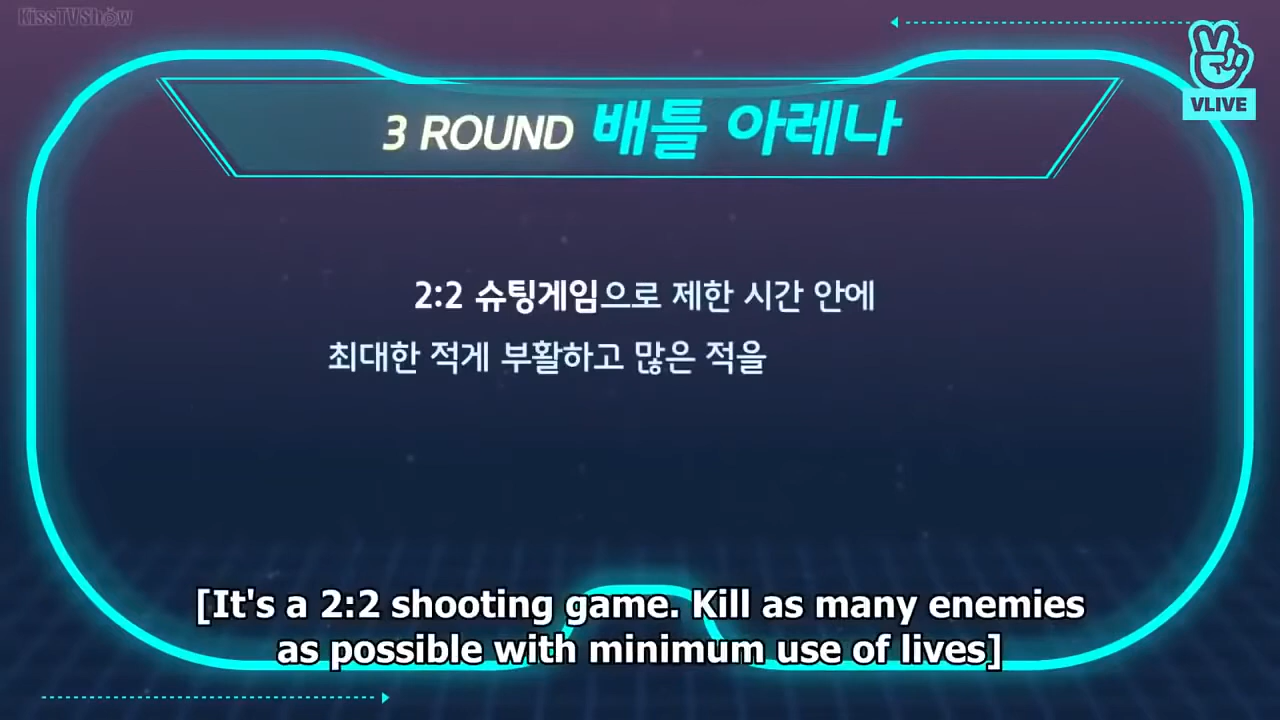 KissTVShow
VLIVE
3 ROUND 배틀 아레나
2:2 슈팅게임으로 제한 시간 안에
최대한 적게 부활하고 많은 적을
[It's a 2:2 shooting game. Kill as many enemies
as possible with minimum use of lives]